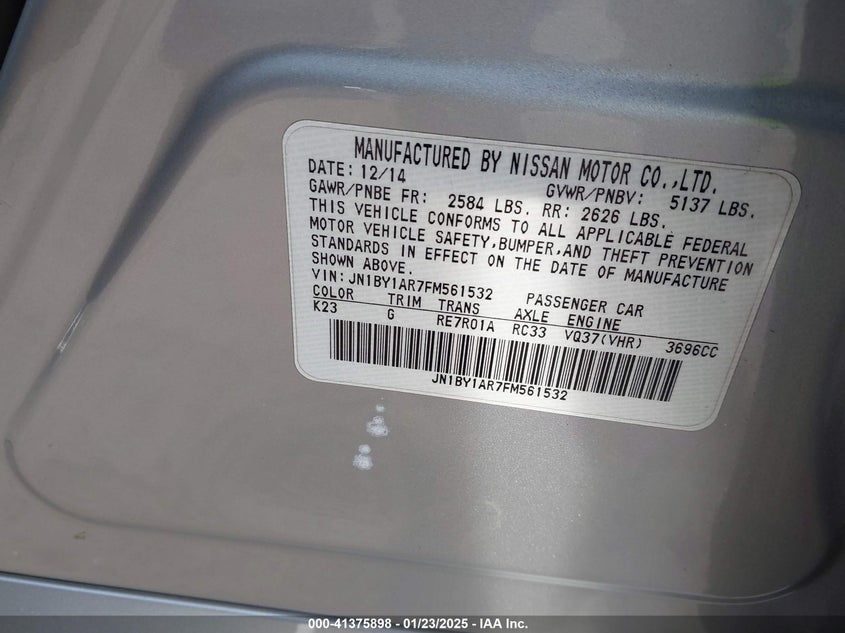 MANUFACTURED BY NISSAN MOTOR CO.,LTD.
DATE: 12/14 GVWR/PNBV: 5137 LBS.
GAWR/PNBE FR: 2584 LBS. RR: 2626 LBS.
THIS VEHICLE CONFORMS TO ALL APPLICABLE FEDERAL
MOTOR VEHICLE SAFETY,BUMPER,AND THEFT PREVENTION
STANDARDS IN EFFECT ON THE DATE OF MANUFACTURE
SHOWN ABOVE.
VIN: JN1BY1AR7FM561532 PASSENGER CAR
COLOR TRIM TRANS AXLE ENGINE
K23 G RE7R01A RC33 VQ37(VHR) 3696CC
JN1BY1AR7FM561532
000-41375898 - 01/23/2025 - IAA Inc.